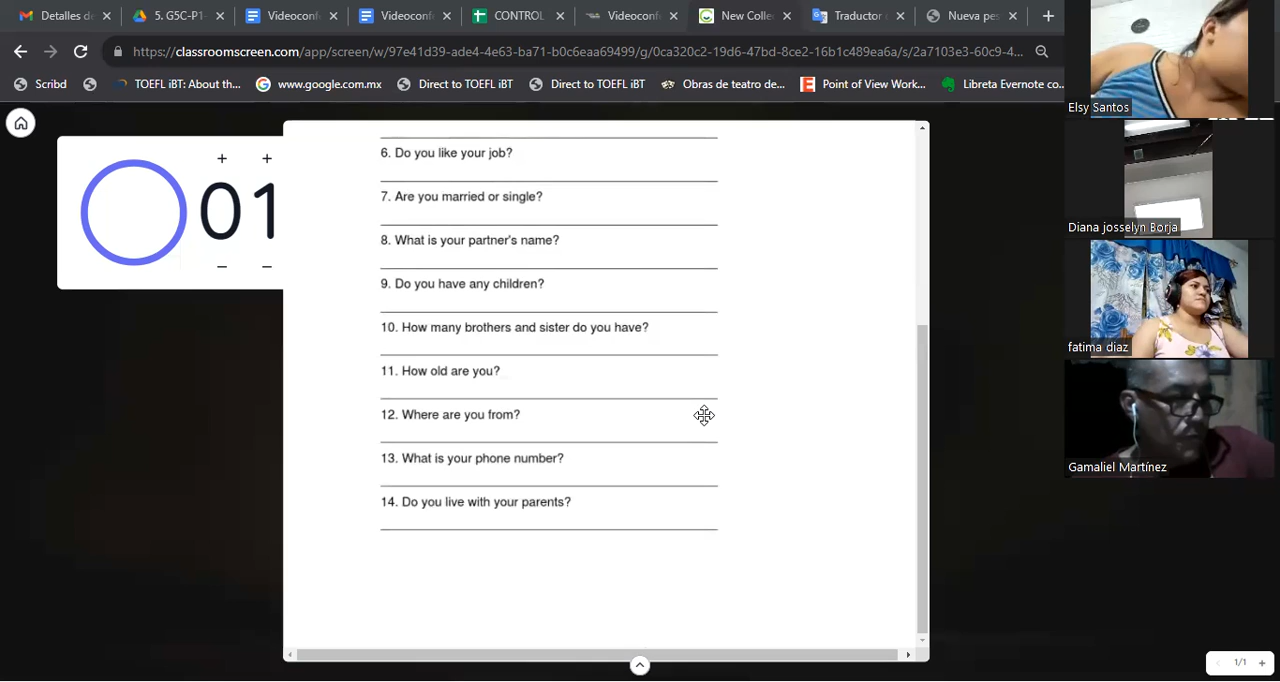 Detalles de
5. G5C-P1-
Videoconf
Videoconf
CONTROL
Videoconf
New Colle
Traductor
Nueva pes
https://classroomscreen.com/app/screen/w/97e41d39-ade4-4e63-ba71-b0c6eaa69499/g/0ca320c2-19d6-47bd-8ce2-16b1c489ea6a/s/2a7103e3-60c9-4...
Scribd
TOEFL iBT: About th...
www.google.com.mx
Direct to TOEFL iBT
Direct to TOEFL iBT
Obras de teatro de...
Point of View Work...
Libreta Evernote co...
+ +
01
− −
6. Do you like your job?
7. Are you married or single?
8. What is your partner's name?
9. Do you have any children?
10. How many brothers and sister do you have?
11. How old are you?
12. Where are you from?
13. What is your phone number?
14. Do you live with your parents?
Elsy Santos
Diana josselyn Borja
fatima diaz
Gamaliel Martínez
1/1 +